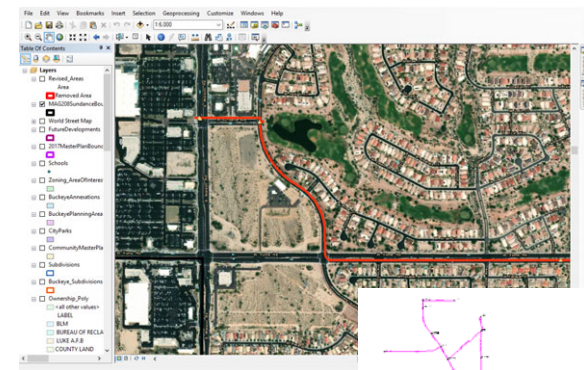 File Edit View Bookmarks Insert Selection Geoprocessing Customize Windows Help
1:6,000
Table Of Contents
Layers
Revised_Areas
Area
Removed Area
MAG208SundanceBou
World Street Map
FutureDevelopments
2017MasterPlanBounc
Schools
Zoning_AreaOfInteres
BuckeyeAnnexations
BuckeyePlanningArea
CityParks
CommunityMasterPla
Subdivisions
Buckeye_Subdivisions
Ownership_Poly
<all other values>
LABEL
BLM
BUREAU OF RECLA
LUKE A.F.B
COUNTY LAND